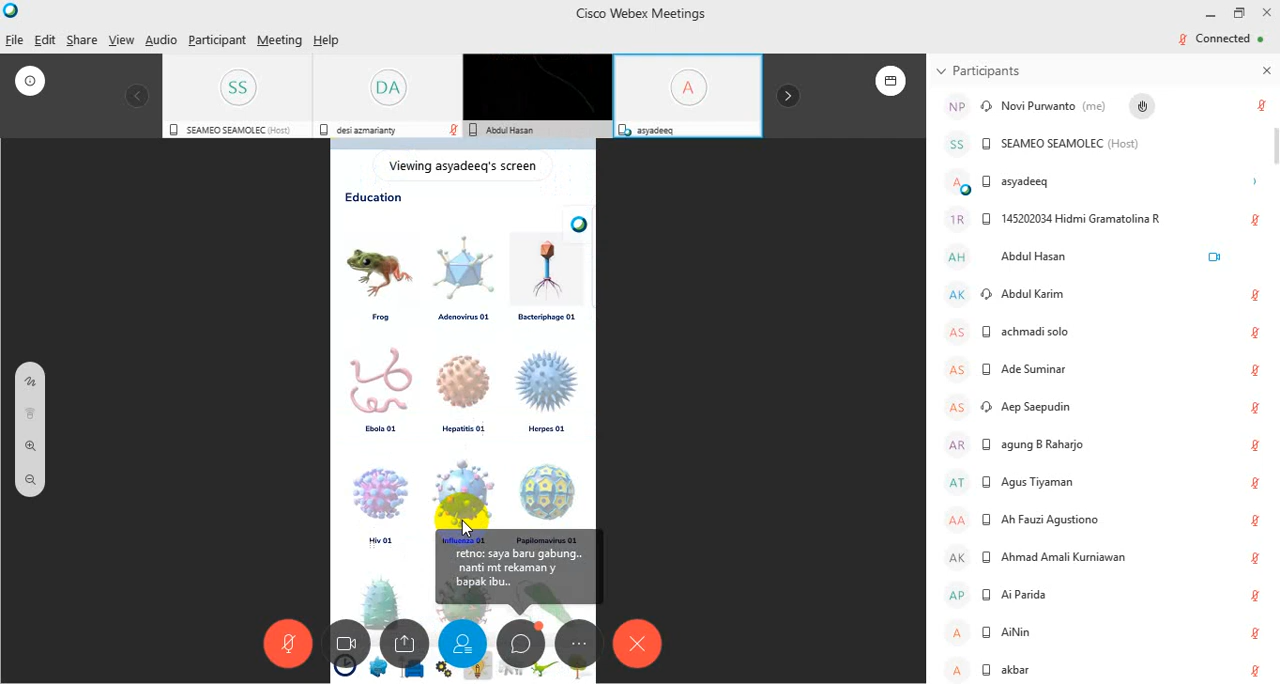 Cisco Webex Meetings
File Edit Share View Audio Participant Meeting Help
Connected
SS
DA
A
SEAMEO SEAMOLEC (Host)
desi azmarianty
Abdul Hasan
asyadeeq
Viewing asyadeeq's screen
Education
Frog
Adenovirus 01
Bacteriphage 01
Ebola 01
Hepatitis 01
Herpes 01
Hiv 01
Influenza 01
Papilomavirus 01
retno: saya baru gabung..
nanti mt rekaman y
bapak ibu..
Participants
NP Novi Purwanto (me)
SS SEAMEO SEAMOLEC (Host)
A asyadeeq
1R 145202034 Hidmi Gramatolina R
AH Abdul Hasan
AK Abdul Karim
AS achmadi solo
AS Ade Suminar
AS Aep Saepudin
AR agung B Raharjo
AT Agus Tiyaman
AA Ah Fauzi Agustiono
AK Ahmad Amali Kurniawan
AP Ai Parida
A AiNin
A akbar